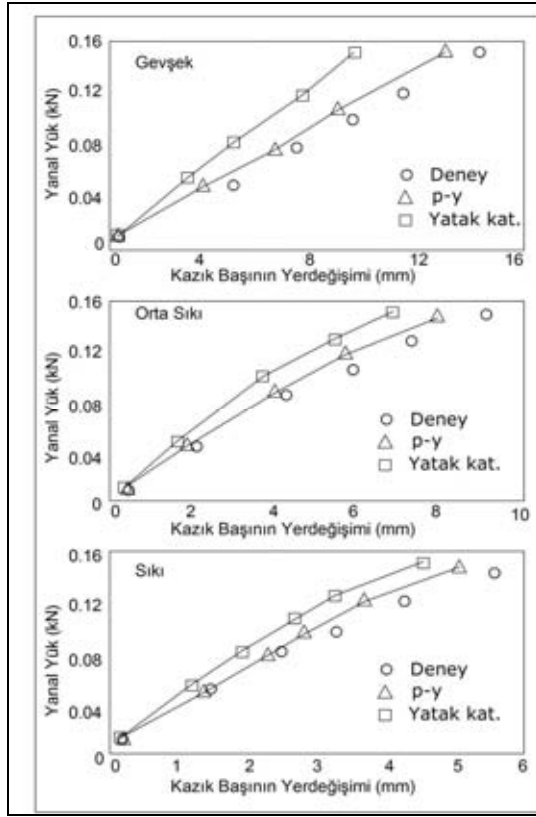 0.16
Gevşek
0.12
0.08
0.04
0
Yanal Yük (kN)
Deney
p-y
Yatak kat.
0 4 8 12 16
Kazık Başının Yerdeğişimi (mm)
0.16
Orta Sıkı
0.12
0.08
0.04
0
Yanal Yük (kN)
Deney
p-y
Yatak kat.
0 2 4 6 8 10
Kazık Başının Yerdeğişimi (mm)
0.16
Sıkı
0.12
0.08
0.04
0
Yanal Yük (kN)
Deney
p-y
Yatak kat.
0 1 2 3 4 5 6
Kazık Başının Yerdeğişimi (mm)